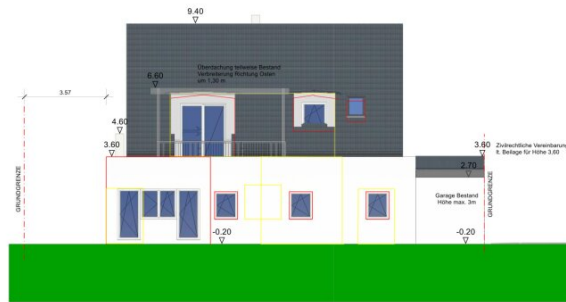 9.40
Überdachung teilweise Bestand
Verbreiterung Richtung Osten
um 1,30 m
6.60
3.57
4.60
3.60
3.60
Zivilrechtliche Vereinbarung
lt. Beilage für Höhe 3,60
2.70
GRUNDGRENZE
Garage Bestand
Höhe max. 3m
GRUNDGRENZE
-0.20
-0.20